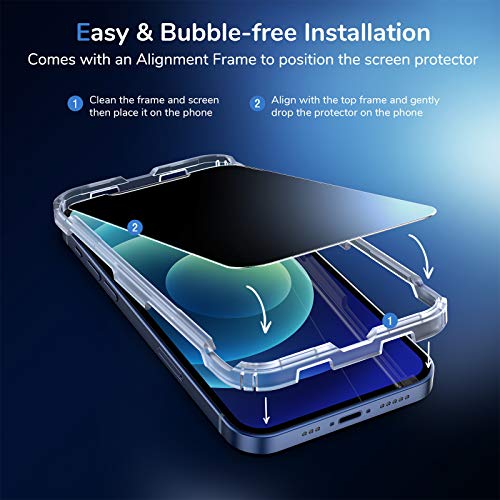 Easy & Bubble-free Installation
Comes with an Alignment Frame to position the screen protector
1 Clean the frame and screen
then place it on the phone
2 Align with the top frame and gently
drop the protector on the phone
2
1